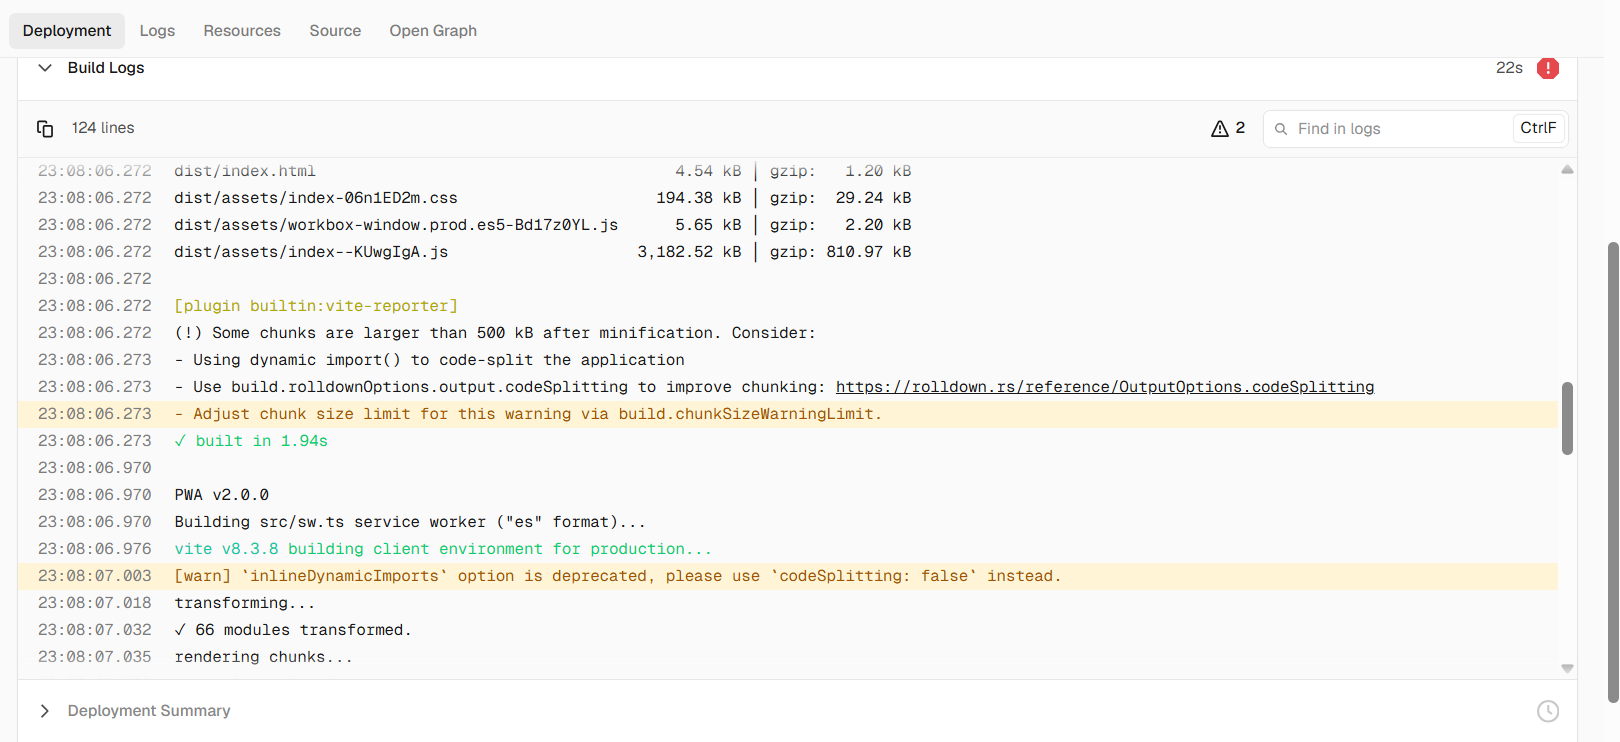 Deployment Logs Resources Source Open Graph
Build Logs 22s
124 lines 2 Find in logs CtrlF
23:08:06.272 dist/index.html 4.54 kB │ gzip: 1.20 kB
23:08:06.272 dist/assets/index-06n1ED2m.css 194.38 kB │ gzip: 29.24 kB
23:08:06.272 dist/assets/workbox-window.prod.es5-Bd17z0YL.js 5.65 kB │ gzip: 2.20 kB
23:08:06.272 dist/assets/index--KUwgIgA.js 3,182.52 kB │ gzip: 810.97 kB
23:08:06.272
23:08:06.272 [plugin builtin:vite-reporter]
23:08:06.272 (!) Some chunks are larger than 500 kB after minification. Consider:
23:08:06.273 - Using dynamic import() to code-split the application
23:08:06.273 - Use build.rolldownOptions.output.codeSplitting to improve chunking: https://rolldown.rs/reference/OutputOptions.codeSplitting
23:08:06.273 - Adjust chunk size limit for this warning via build.chunkSizeWarningLimit.
23:08:06.273 ✓ built in 1.94s
23:08:06.970
23:08:06.970 PWA v2.0.0
23:08:06.970 Building src/sw.ts service worker ("es" format)...
23:08:06.976 vite v8.3.8 building client environment for production...
23:08:07.003 [warn] `inlineDynamicImports` option is deprecated, please use `codeSplitting: false` instead.
23:08:07.018 transforming...
23:08:07.032 ✓ 66 modules transformed.
23:08:07.035 rendering chunks...
Deployment Summary